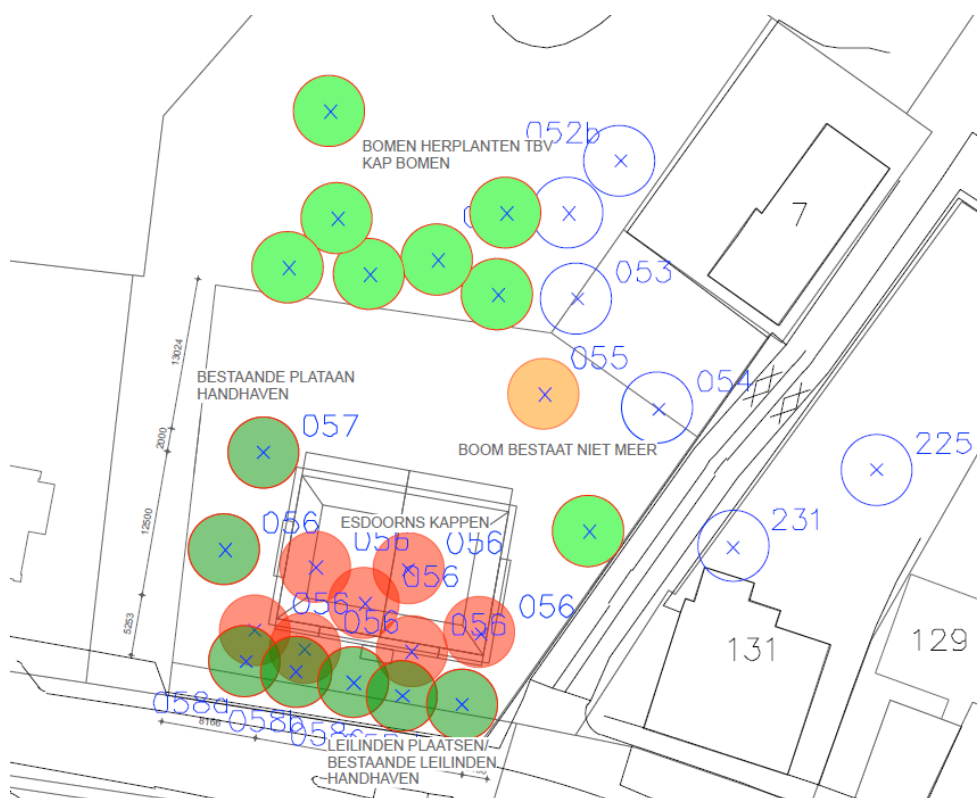 052b
BOMEN HERPLANTEN TBV
KAP BOMEN
7
053
13024
055
054
BESTAANDE PLATAAN
HANDHAVEN
2000
057
BOOM BESTAAT NIET MEER
225
12500
ESDOORNS KAPPEN
056
056
056
231
056
056
056
056
056
5253
131
129
058a
8166
058b
LEILINDEN PLAATSEN/
BESTAANDE LEILINDEN
HANDHAVEN